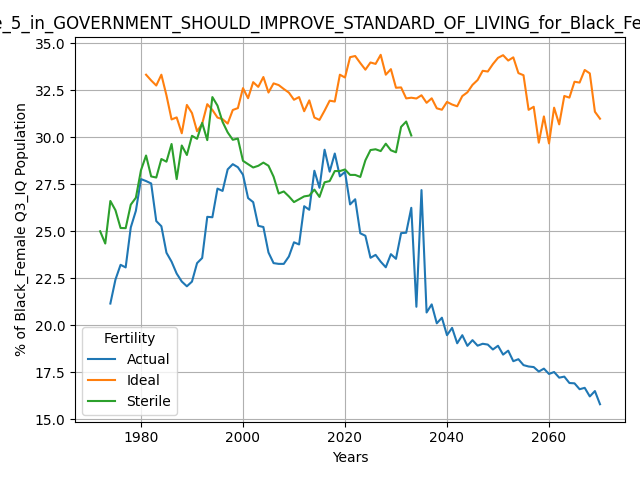 e_5_in_GOVERNMENT_SHOULD_IMPROVE_STANDARD_OF_LIVING_for_Black_Fe
35.0
32.5
30.0
27.5
25.0
22.5
20.0
17.5
15.0
% of Black_Female Q3_IQ Population
Fertility
Actual
Ideal
Sterile
1980
2000
2020
2040
2060
Years